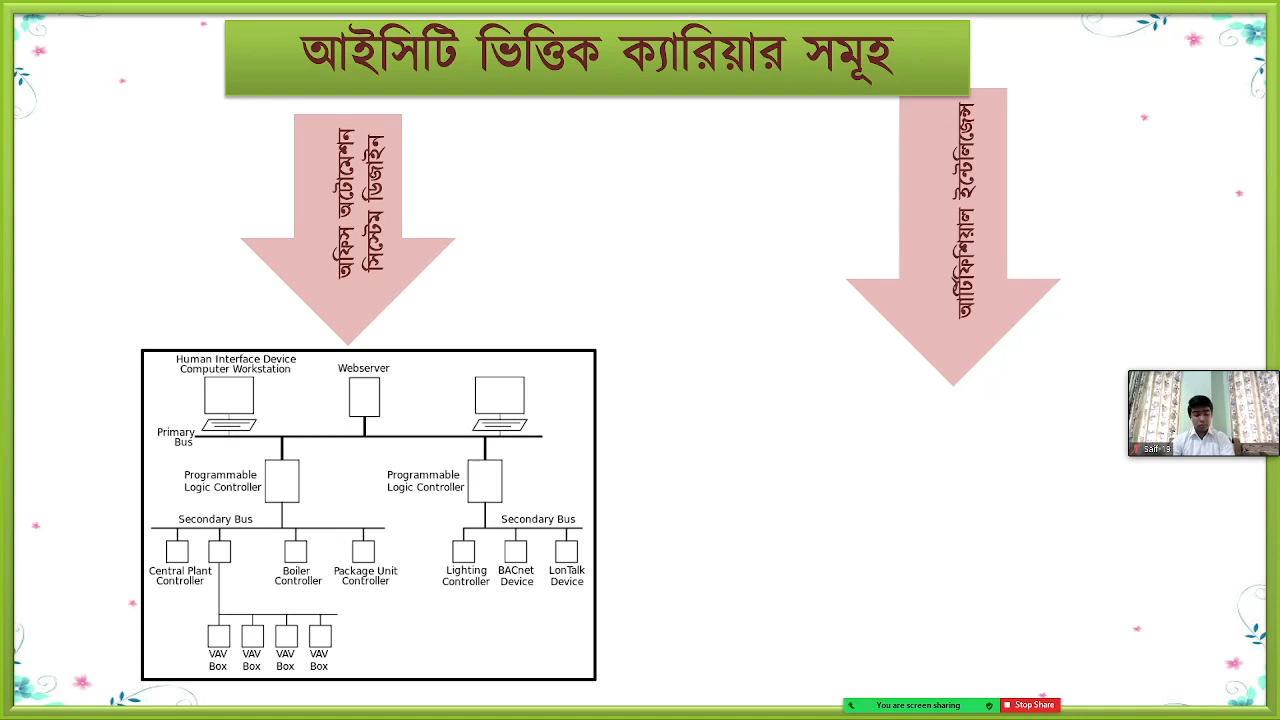 আইসিটি ভিত্তিক ক্যারিয়ার সমূহ
অফিস অটোমেশন
সিস্টেম ডিজাইন
আর্টিফিশিয়াল ইন্টেলিজেন্স
Human Interface Device
Computer Workstation
Webserver
Primary
Bus
Programmable
Logic Controller
Programmable
Logic Controller
Secondary Bus
Secondary Bus
Central Plant
Controller
Boiler
Controller
Package Unit
Controller
Lighting
Controller
BACnet
Device
LonTalk
Device
VAV
Box
VAV
Box
VAV
Box
VAV
Box
Saif-19
You are screen sharing
Stop Share